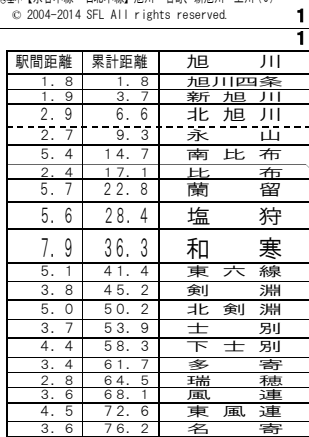 © 2004-2014 SFL All rights reserved. 1
1
駅間距離 累計距離 旭川
1.8 1.8 旭川四条
1.9 3.7 新旭川
2.9 6.6 北旭川
2.7 9.3 永山
5.4 14.7 南比布
2.4 17.1 比布
5.7 22.8 蘭留
5.6 28.4 塩狩
7.9 36.3 和寒
5.1 41.4 東六線
3.8 45.2 剣淵
5.0 50.2 北剣淵
3.7 53.9 士別
4.4 58.3 下士別
3.4 61.7 多寄
2.8 64.5 瑞穂
3.6 68.1 風連
4.5 72.6 東風連
3.6 76.2 名寄